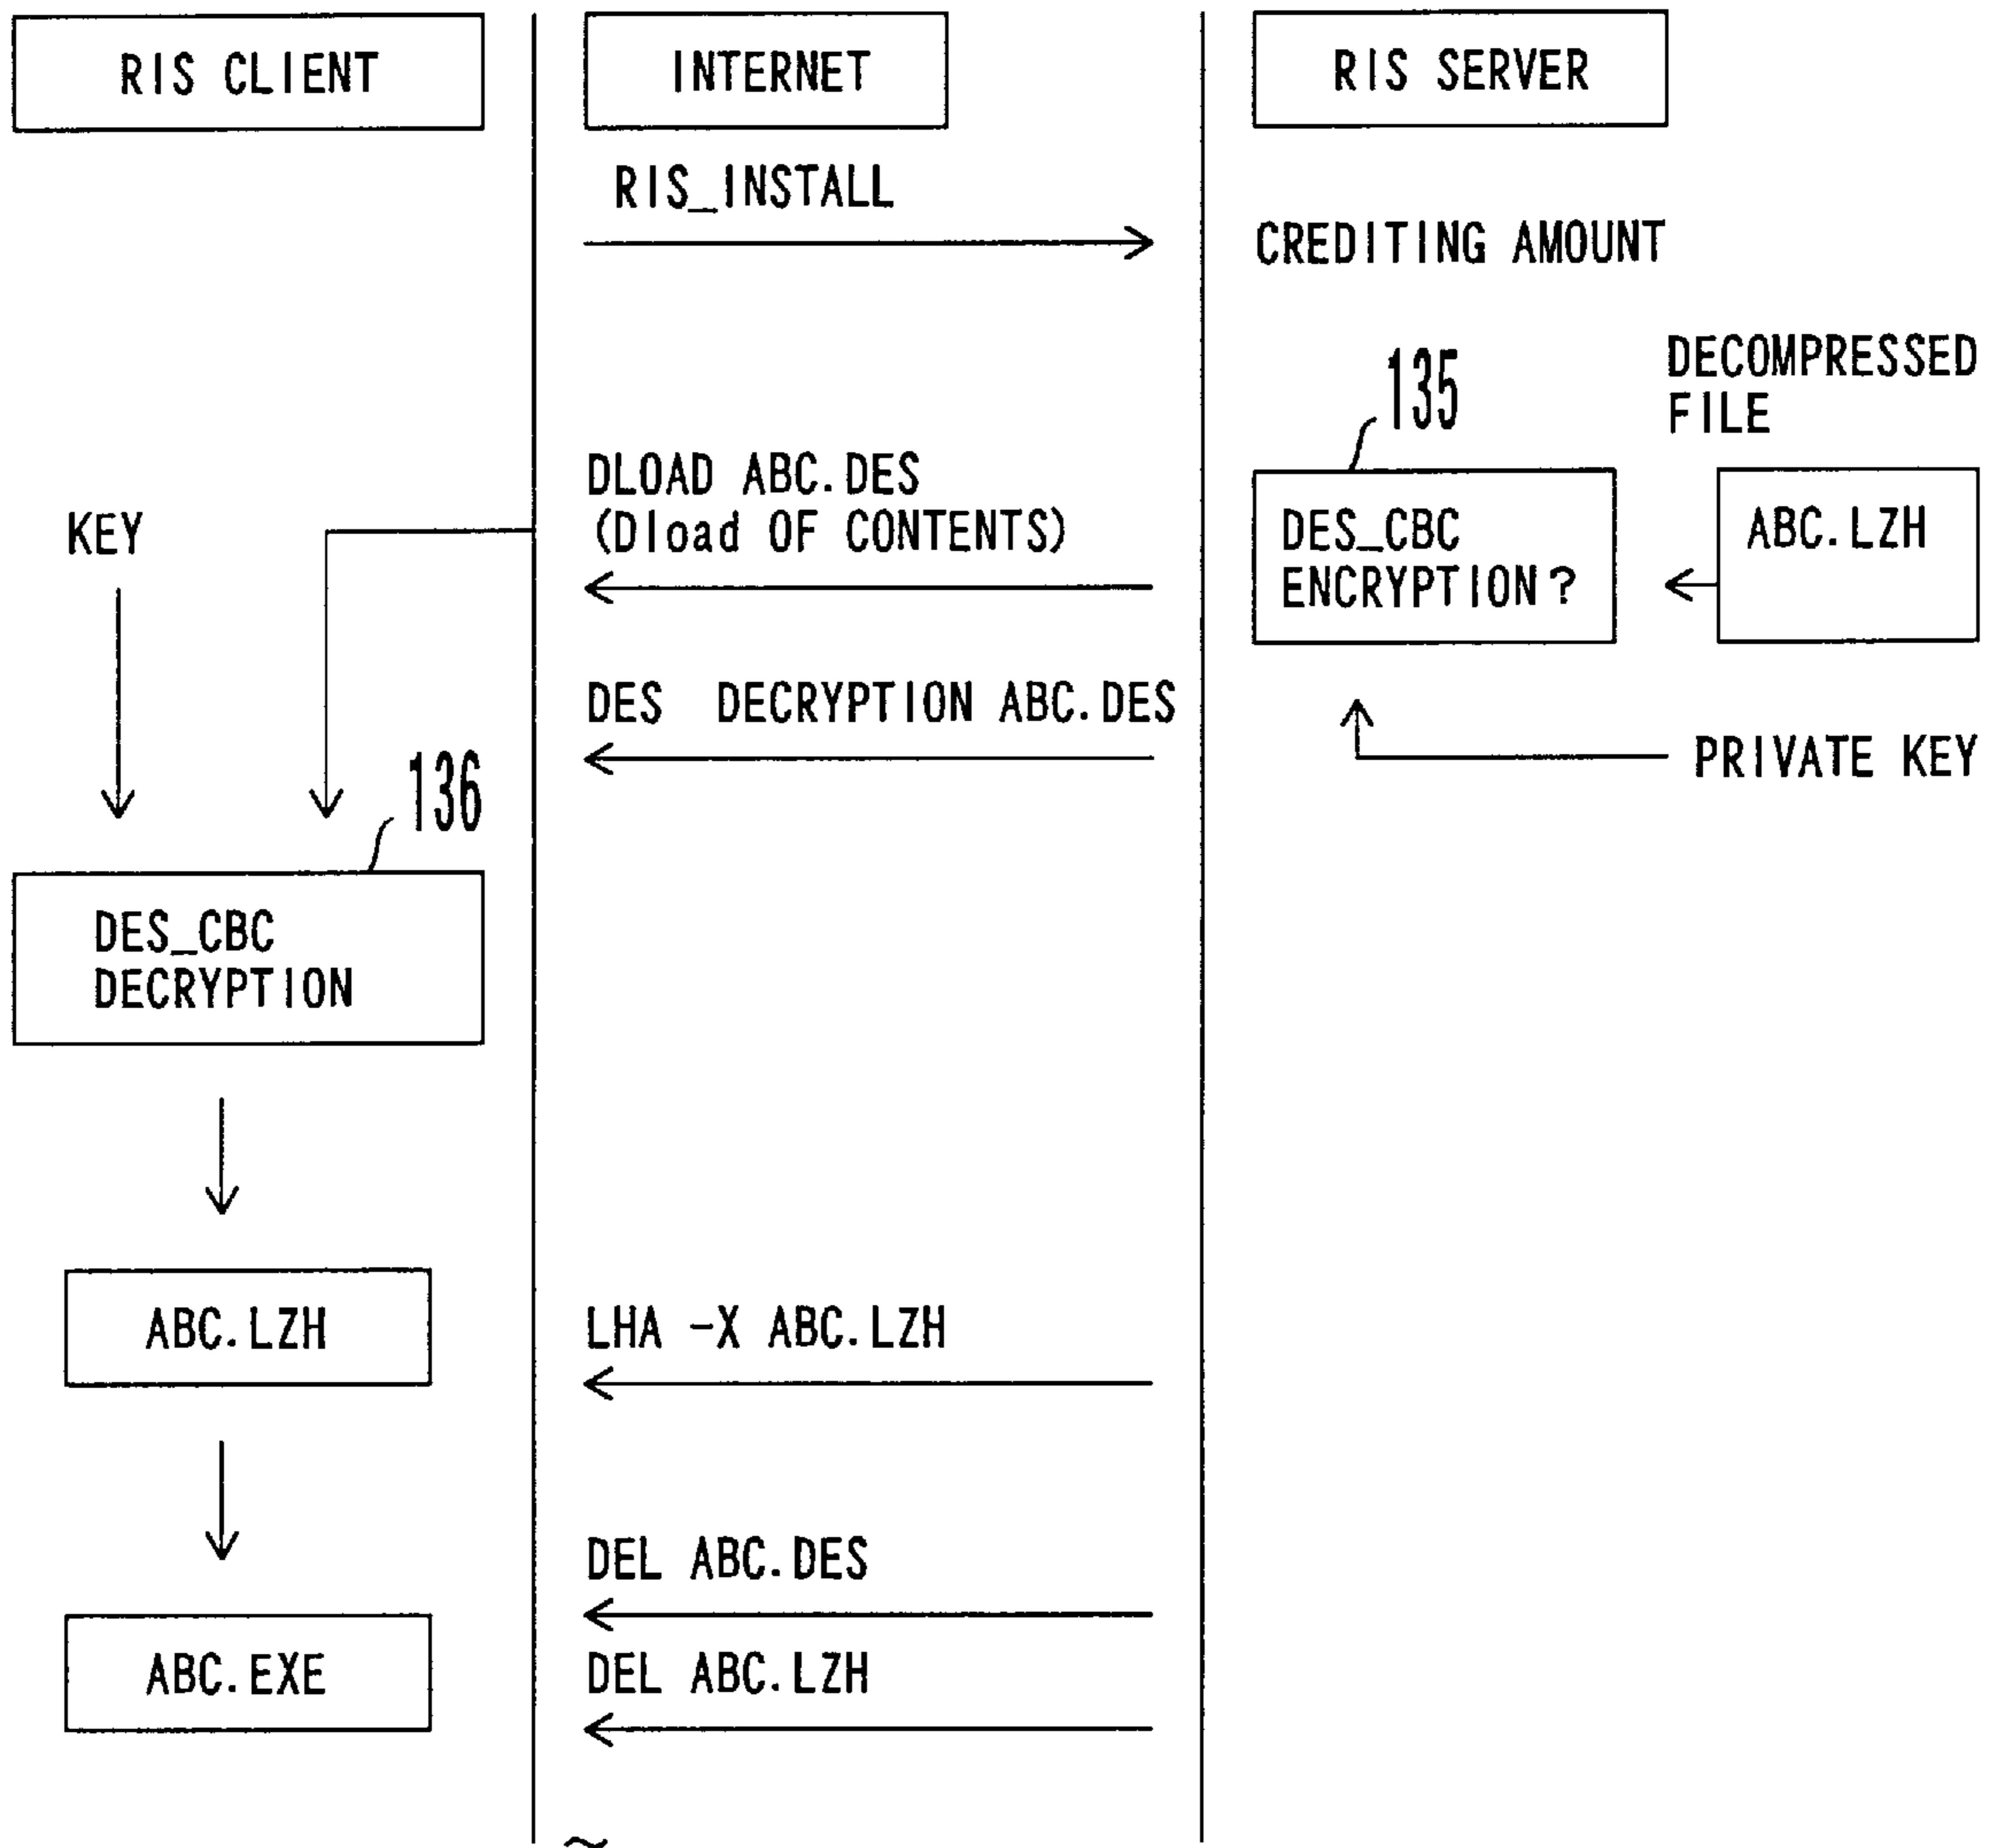 RIS CLIENT
INTERNET
RIS SERVER
RIS_INSTALL
CREDITING AMOUNT
135
DECOMPRESSED
FILE
DLOAD ABC.DES
(Dload OF CONTENTS)
KEY
DES_CBC
ENCRYPTION?
ABC.LZH
DES DECRYPTION ABC.DES
PRIVATE KEY
136
DES_CBC
DECRYPTION
ABC.LZH
LHA -X ABC.LZH
DEL ABC.DES
ABC.EXE
DEL ABC.LZH
~